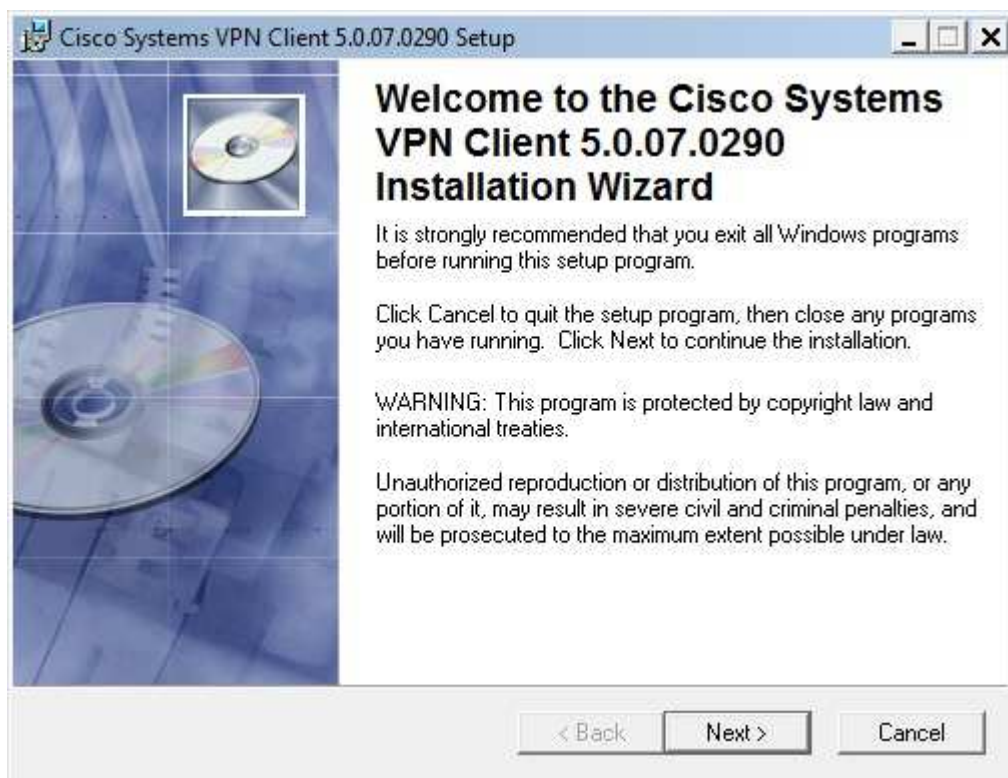 Cisco Systems VPN Client 5.0.07.0290 Setup
Welcome to the Cisco Systems
VPN Client 5.0.07.0290
Installation Wizard
It is strongly recommended that you exit all Windows programs
before running this setup program.
Click Cancel to quit the setup program, then close any programs
you have running.  Click Next to continue the installation.
WARNING: This program is protected by copyright law and
international treaties.
Unauthorized reproduction or distribution of this program, or any
portion of it, may result in severe civil and criminal penalties, and
will be prosecuted to the maximum extent possible under law.
< Back
Next >
Cancel